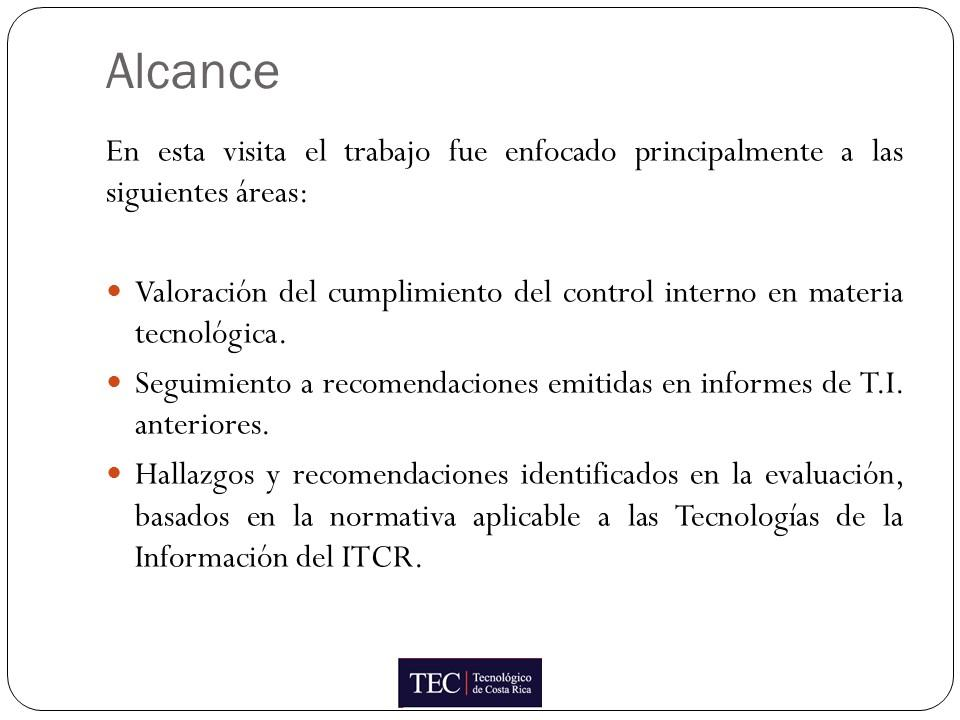 Alcance
En esta visita el trabajo fue enfocado principalmente a las
siguientes áreas:
• Valoración del cumplimiento del control interno en materia
tecnológica.
• Seguimiento a recomendaciones emitidas en informes de T.I.
anteriores.
• Hallazgos y recomendaciones identificados en la evaluación,
basados en la normativa aplicable a las Tecnologías de la
Información del ITCR.
TEC | Tecnológico
de Costa Rica